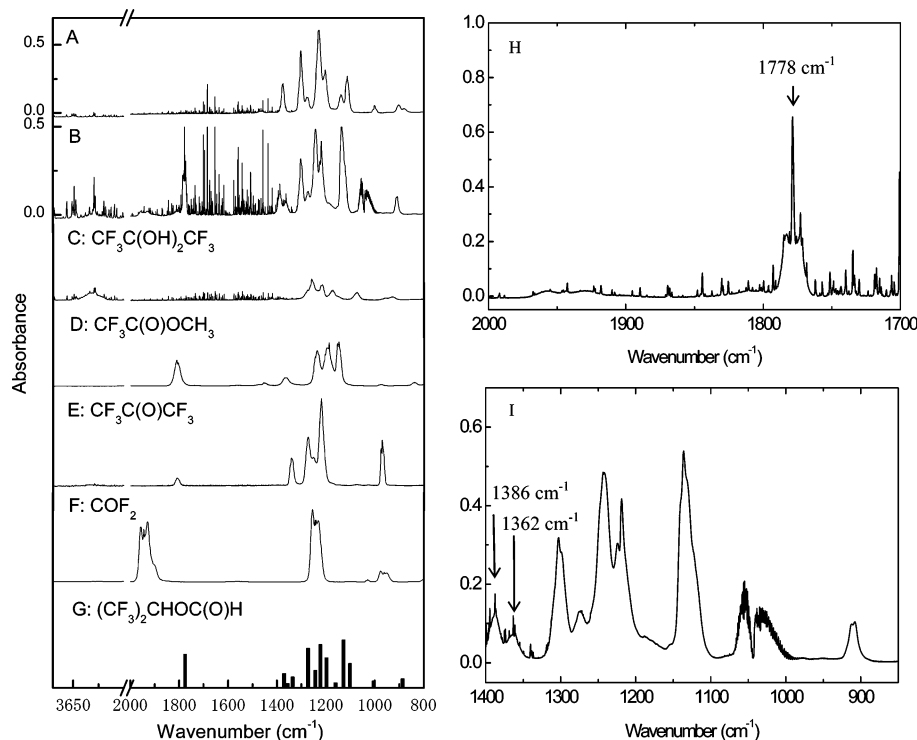 A
0.5
0.0
B
0.5
0.0
C: CF₃C(OH)₂CF₃
D: CF₃C(O)OCH₃
E: CF₃C(O)CF₃
F: COF₂
G: (CF₃)₂CHOC(O)H
Absorbance
3650 2000 1800 1600 1400 1200 1000 800
Wavenumber (cm⁻¹)
H
1.0
0.8
0.6
0.4
0.2
0.0
1778 cm⁻¹
2000 1900 1800 1700
Wavenumber (cm⁻¹)
I
0.6
0.4
0.2
0.0
1386 cm⁻¹
1362 cm⁻¹
1400 1300 1200 1100 1000 900
Wavenumber (cm⁻¹)